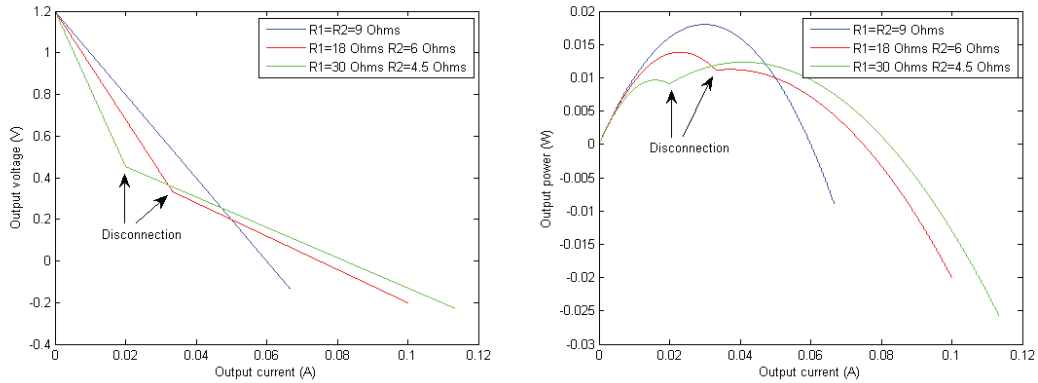 1.2
1
0.8
0.6
0.4
0.2
0
-0.2
-0.4
Output voltage (V)
0
0.02
0.04
0.06
0.08
0.1
0.12
Output current (A)
R1=R2=9 Ohms
R1=18 Ohms R2=6 Ohms
R1=30 Ohms R2=4.5 Ohms
Disconnection
0.02
0.015
0.01
0.005
0
-0.005
-0.01
-0.015
-0.02
-0.025
-0.03
Output power (W)
0
0.02
0.04
0.06
0.08
0.1
0.12
Output current (A)
R1=R2=9 Ohms
R1=18 Ohms R2=6 Ohms
R1=30 Ohms R2=4.5 Ohms
Disconnection